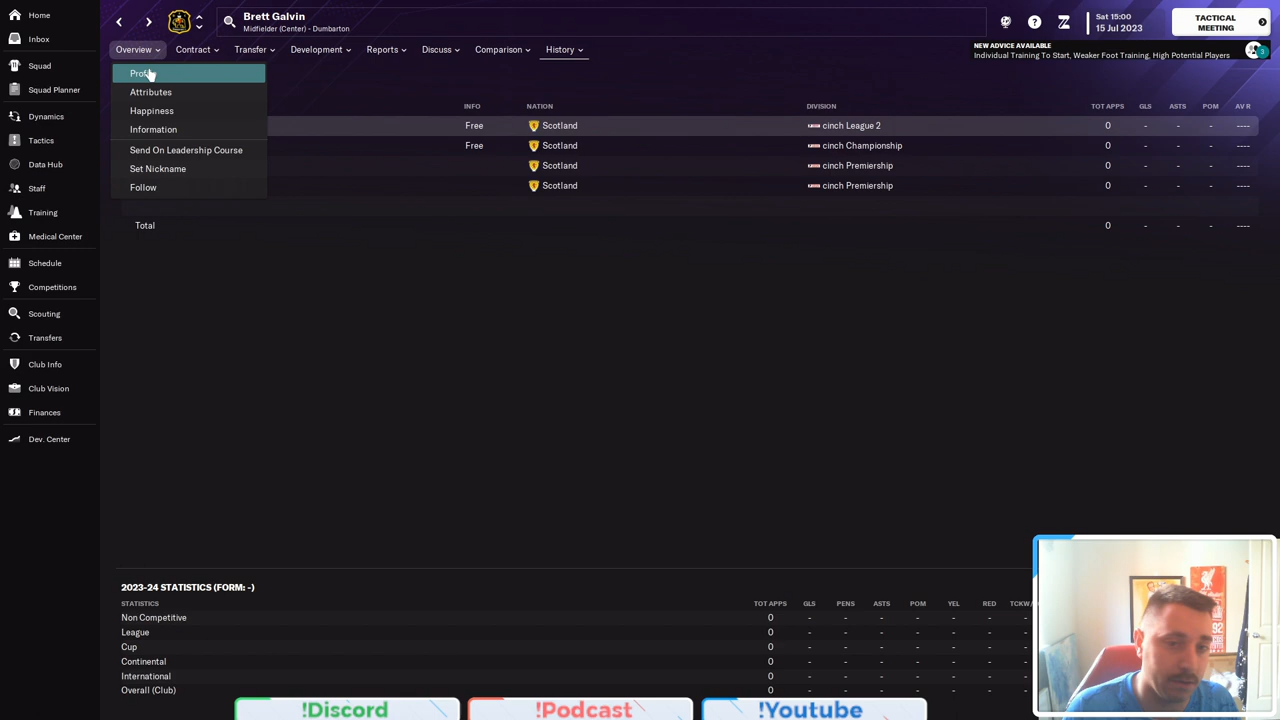 Home
Inbox
Squad
Squad Planner
Dynamics
Tactics
Data Hub
Staff
Training
Medical Center
Schedule
Competitions
Scouting
Transfers
Club Info
Club Vision
Finances
Dev. Center
Brett Galvin
Midfielder (Center) - Dumbarton
Sat 15:00
15 Jul 2023
TACTICAL
MEETING
Overview Contract Transfer Development Reports Discuss Comparison History
NEW ADVICE AVAILABLE
Individual Training To Start, Weaker Foot Training, High Potential Players
3
Attributes
Happiness
Information
Send On Leadership Course
Set Nickname
Follow
INFO NATION DIVISION TOT APPS GLS ASTS POM AV R
Free Scotland cinch League 2 0 - - - ----
Free Scotland cinch Championship 0 - - - ----
Scotland cinch Premiership 0 - - - ----
Scotland cinch Premiership 0 - - - ----
Total 0 - - - ----
2023-24 STATISTICS (FORM: -)
STATISTICS TOT APPS GLS PENS ASTS POM YEL RED
Non Competitive 0 - - - - - - -
League 0 - - - - - - -
Cup 0 - - - - - - -
Continental 0 - - - - - - -
International 0 - - - - - - -
Overall (Club) 0 - - - - - - -
!Discord !Podcast !Youtube